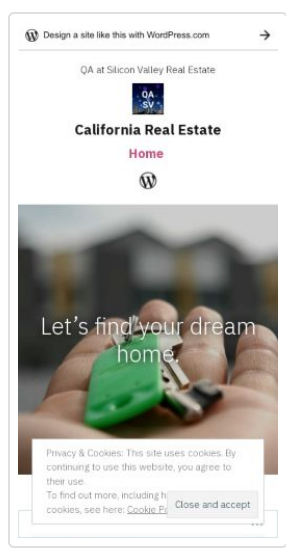 Design a site like this with WordPress.com
QA at Silicon Valley Real Estate
QA
SV
California Real Estate
Home
Let's find your dream
home.
Privacy & Cookies: This site uses cookies. By
continuing to use this website, you agree to
their use.
To find out more, including h
cookies, see here: Cookie P
Close and accept